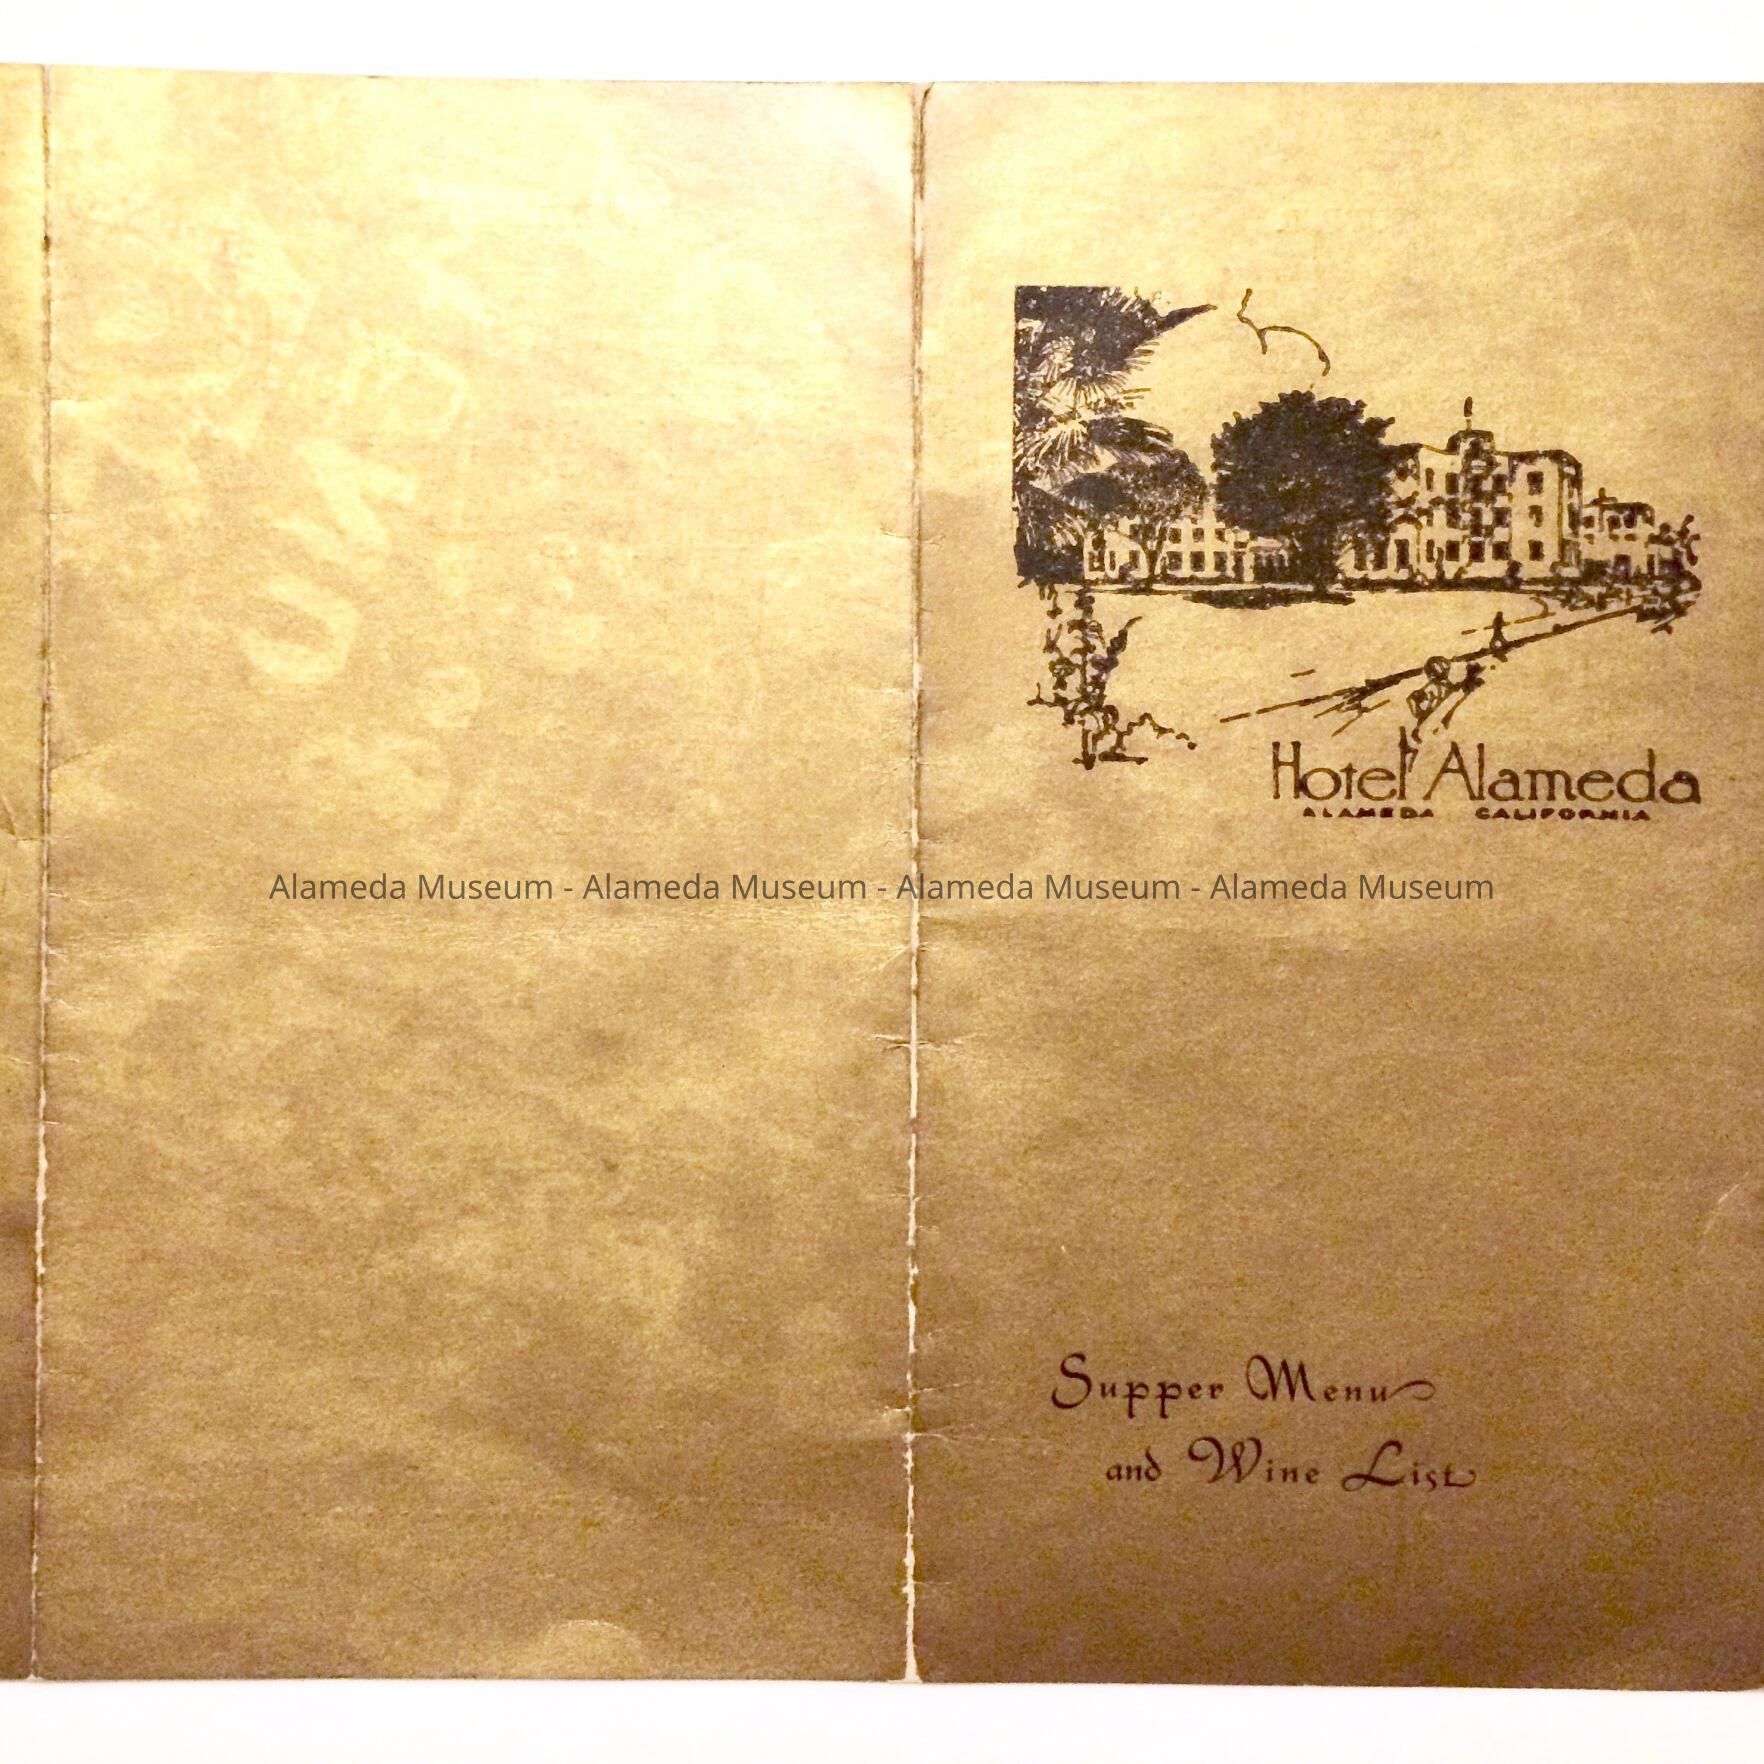 Hotel Alameda
ALAMEDA CALIFORNIA
Alameda Museum - Alameda Museum - Alameda Museum - Alameda Museum
Supper Menu
and Wine List